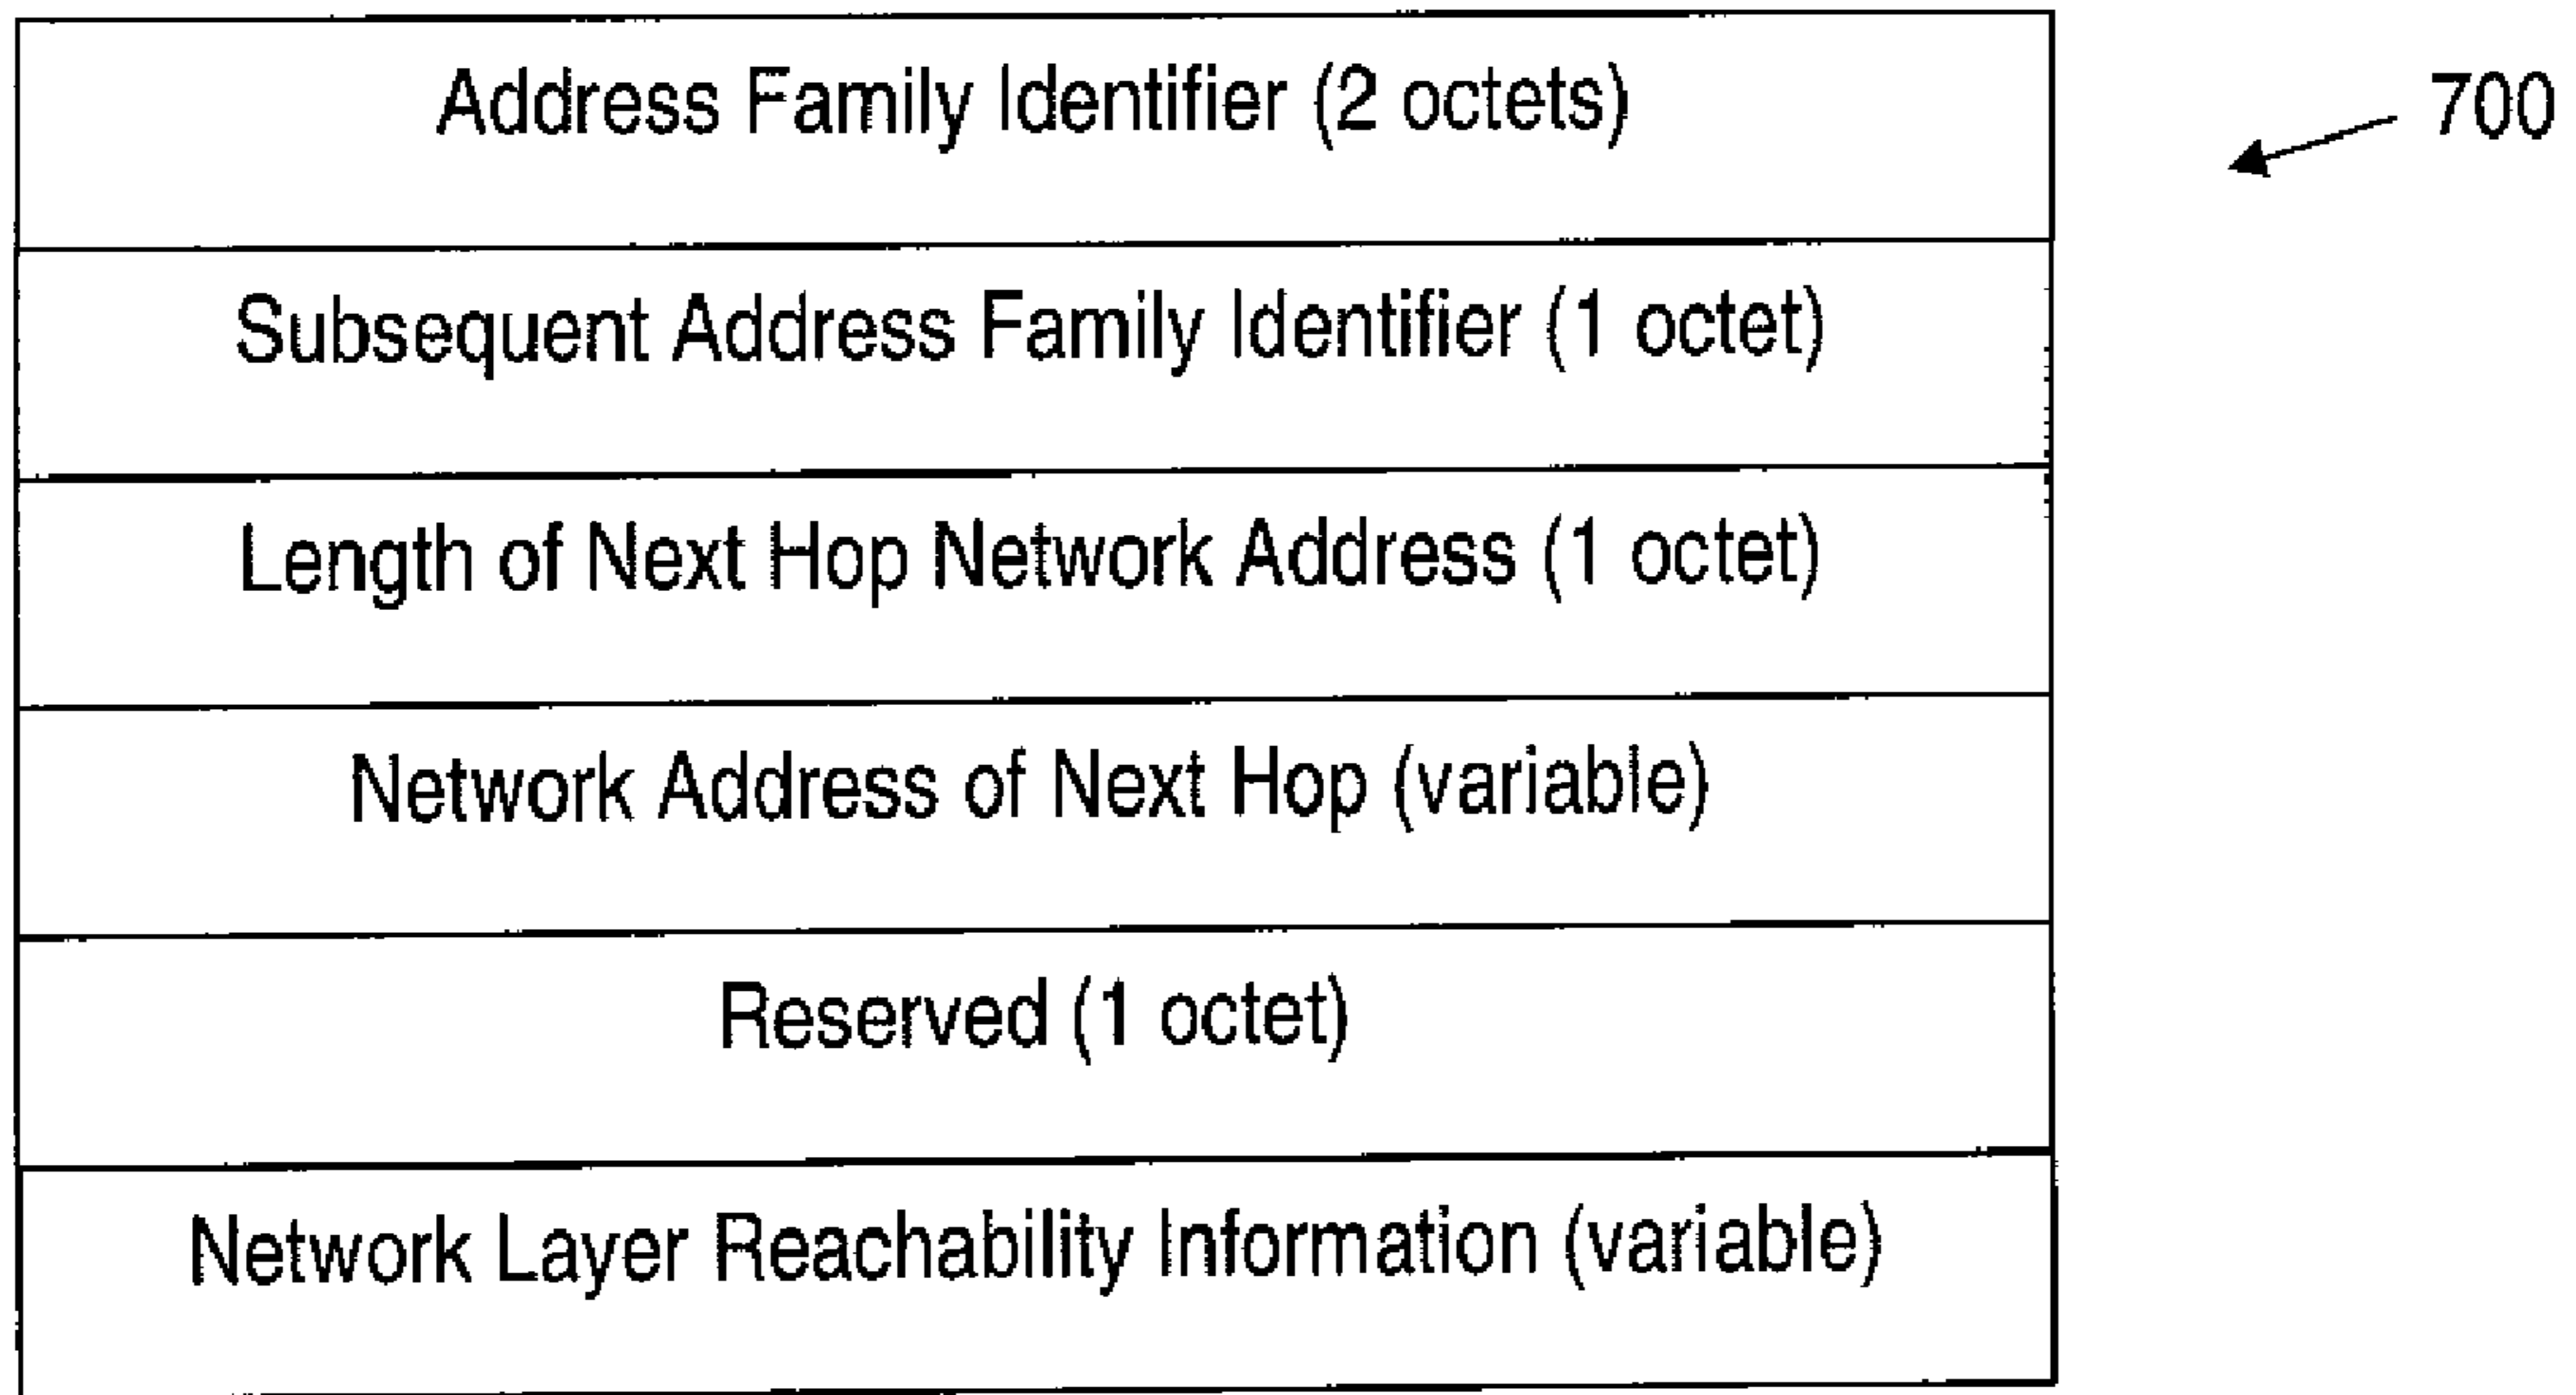 Address Family Identifier (2 octets)
700
Subsequent Address Family Identifier (1 octet)
Length of Next Hop Network Address (1 octet)
Network Address of Next Hop (variable)
Reserved (1 octet)
Network Layer Reachability Information (variable)